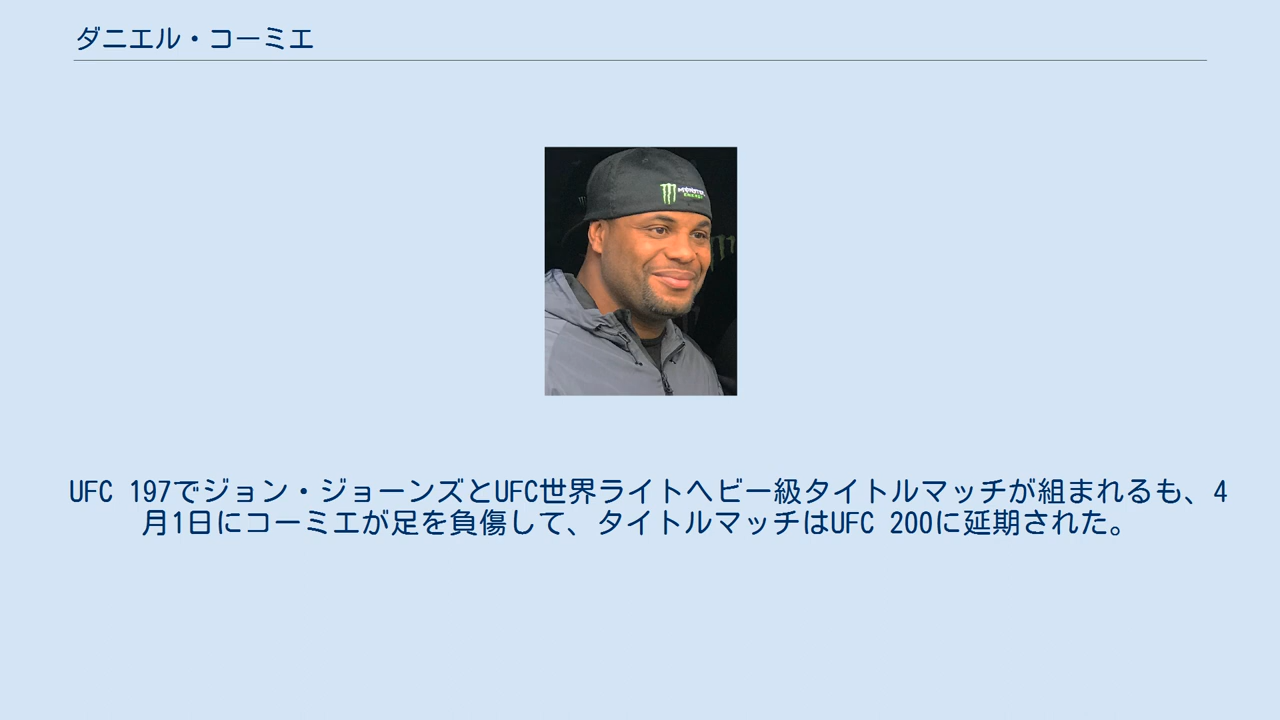 ダニエル・コーミエ
MONSTER
ENERGY
UFC 197でジョン・ジョーンズとUFC世界ライトヘビー級タイトルマッチが組まれるも、4
月1日にコーミエが足を負傷して、タイトルマッチはUFC 200に延期された。